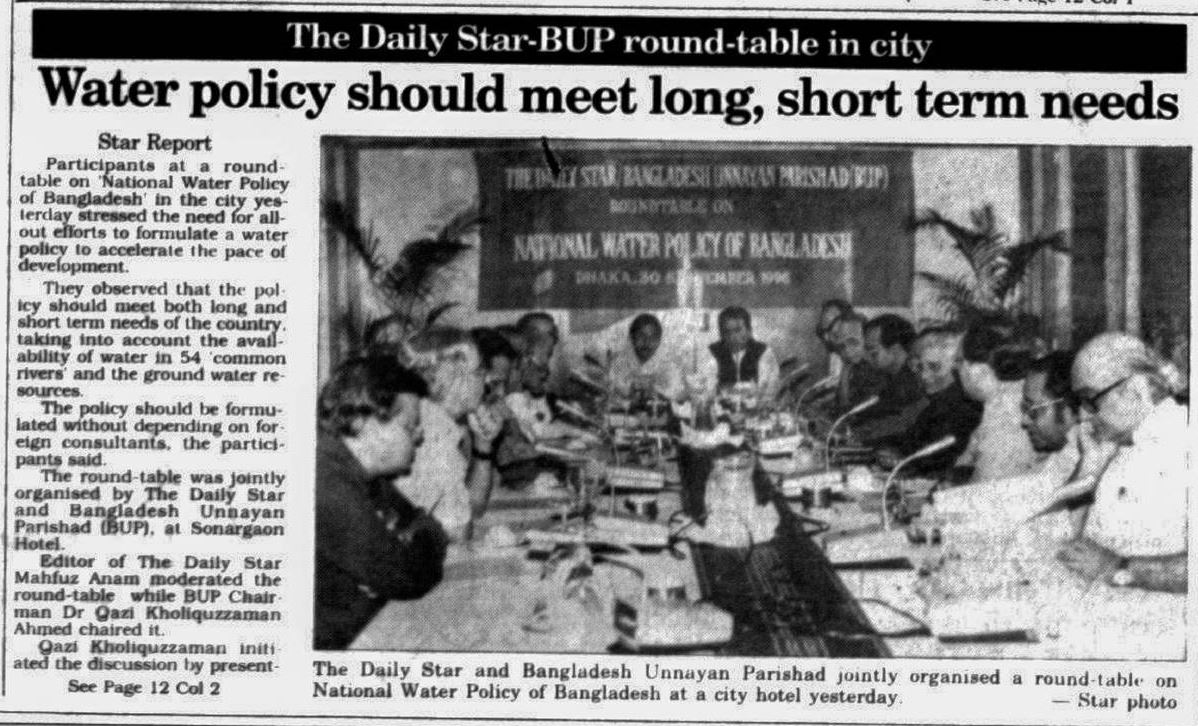 The Daily Star-BUP round-table in city
Water policy should meet long, short term needs
Star Report
Participants at a round-
table on 'National Water Policy
of Bangladesh' in the city yes-
terday stressed the need for all-
out efforts to formulate a water
policy to accelerate the pace of
development.
They observed that the pol-
icy should meet both long and
short term needs of the country,
taking into account the avail-
ability of water in 54 'common
rivers' and the ground water re-
sources.
The policy should be formu-
lated without depending on for-
eign consultants, the partici-
pants said.
The round-table was jointly
organised by The Daily Star
and Bangladesh Unnayan
Parishad (BUP), at Sonargaon
Hotel.
Editor of The Daily Star
Mahfuz Anam moderated the
round-table while BUP Chair-
man Dr Qazi Kholiquzzaman
Ahmed chaired it.
Qazi Kholiquzzaman initi-
ated the discussion by present-
See Page 12 Col 2
THE DAILY STAR BANGLADESH UNNAYAN PARISHAD (BUP)
ROUNDTABLE ON
NATIONAL WATER POLICY OF BANGLADESH
DHAKA, 30
The Daily Star and Bangladesh Unnayan Parishad jointly organised a round-table on
National Water Policy of Bangladesh at a city hotel yesterday. — Star photo